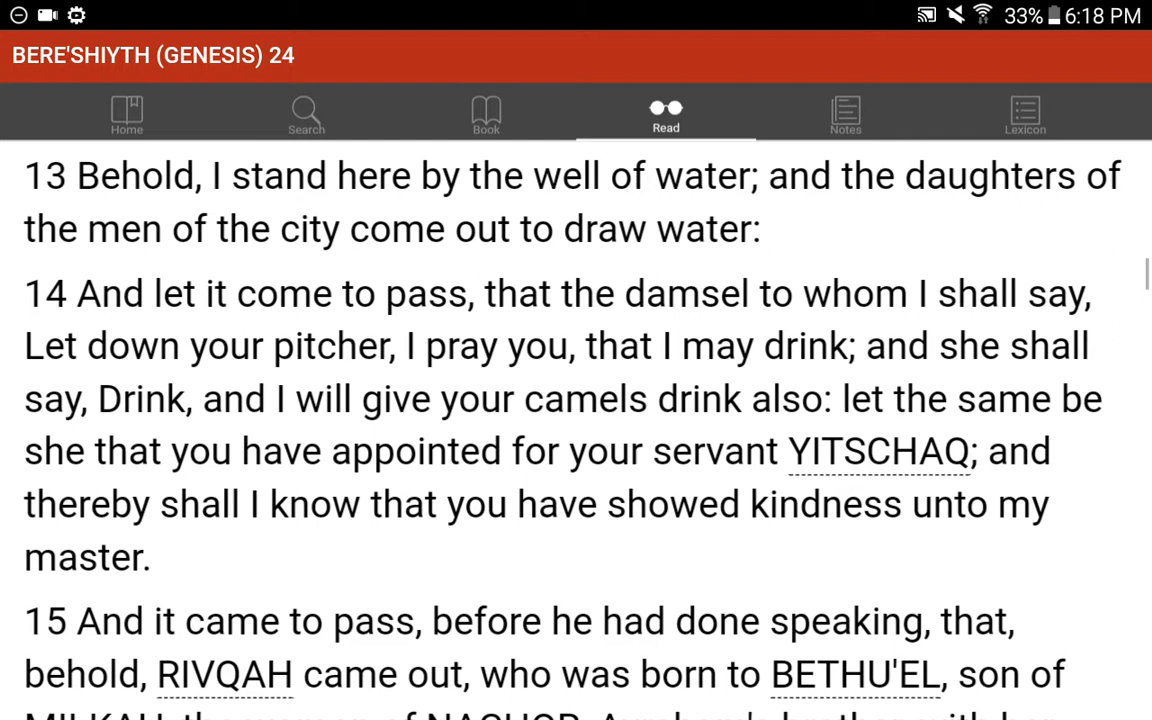 33% 6:18 PM
BERE'SHIYTH (GENESIS) 24
Home Search Book Read Notes Lexicon
13 Behold, I stand here by the well of water; and the daughters of
the men of the city come out to draw water:
14 And let it come to pass, that the damsel to whom I shall say,
Let down your pitcher, I pray you, that I may drink; and she shall
say, Drink, and I will give your camels drink also: let the same be
she that you have appointed for your servant YITSCHAQ; and
thereby shall I know that you have showed kindness unto my
master.
15 And it came to pass, before he had done speaking, that,
behold, RIVQAH came out, who was born to BETHU'EL, son of